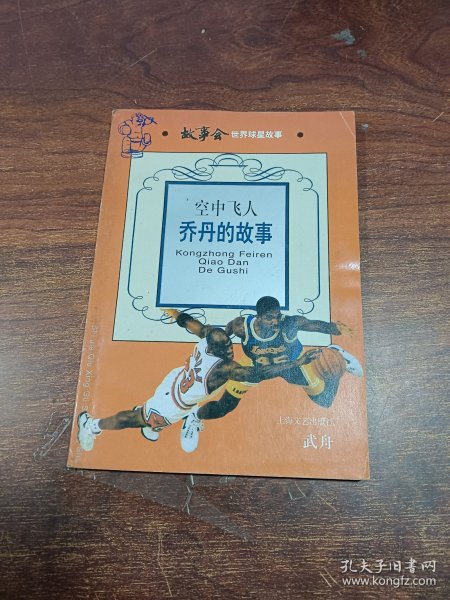 故事会 世界球星故事
空中飞人
乔丹的故事
Kongzhong Feiren
Qiao Dan
De Gushi
上海文艺出版社
武舟
孔夫子旧书网
www.kongfz.com